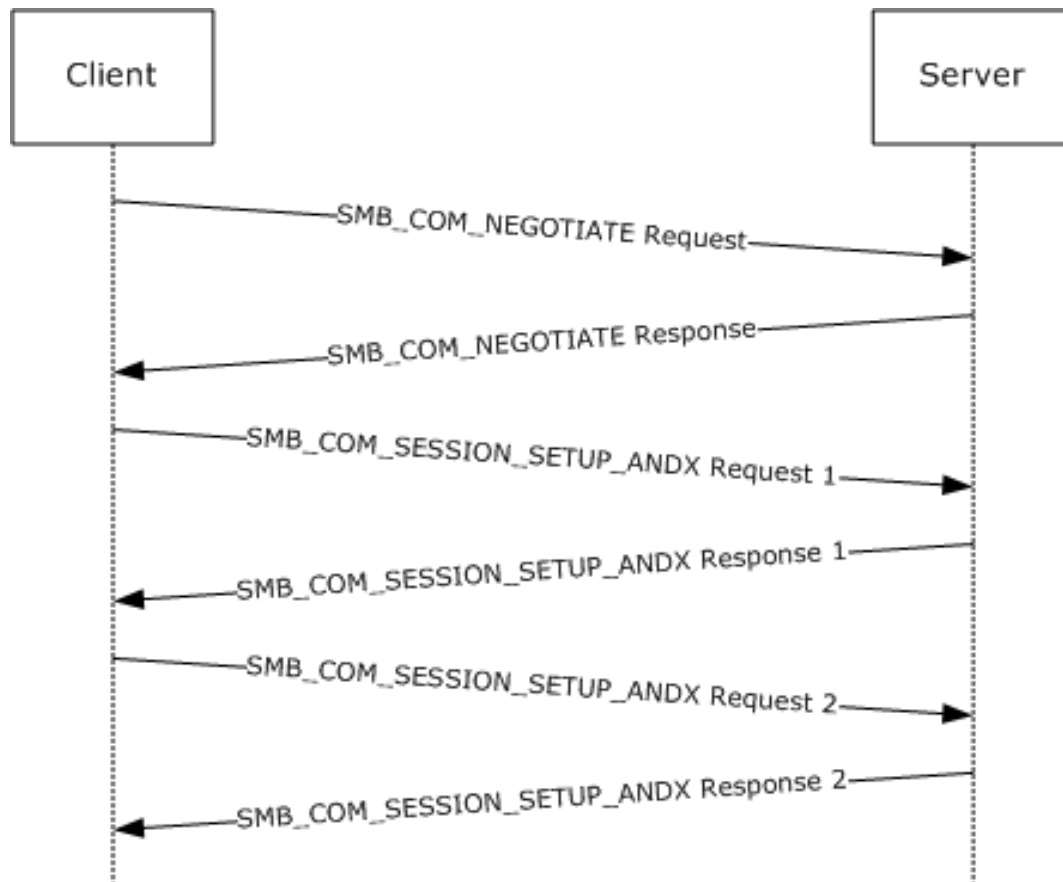 Client
Server
SMB_COM_NEGOTIATE Request
SMB_COM_NEGOTIATE Response
SMB_COM_SESSION_SETUP_ANDX Request 1
SMB_COM_SESSION_SETUP_ANDX Response 1
SMB_COM_SESSION_SETUP_ANDX Request 2
SMB_COM_SESSION_SETUP_ANDX Response 2